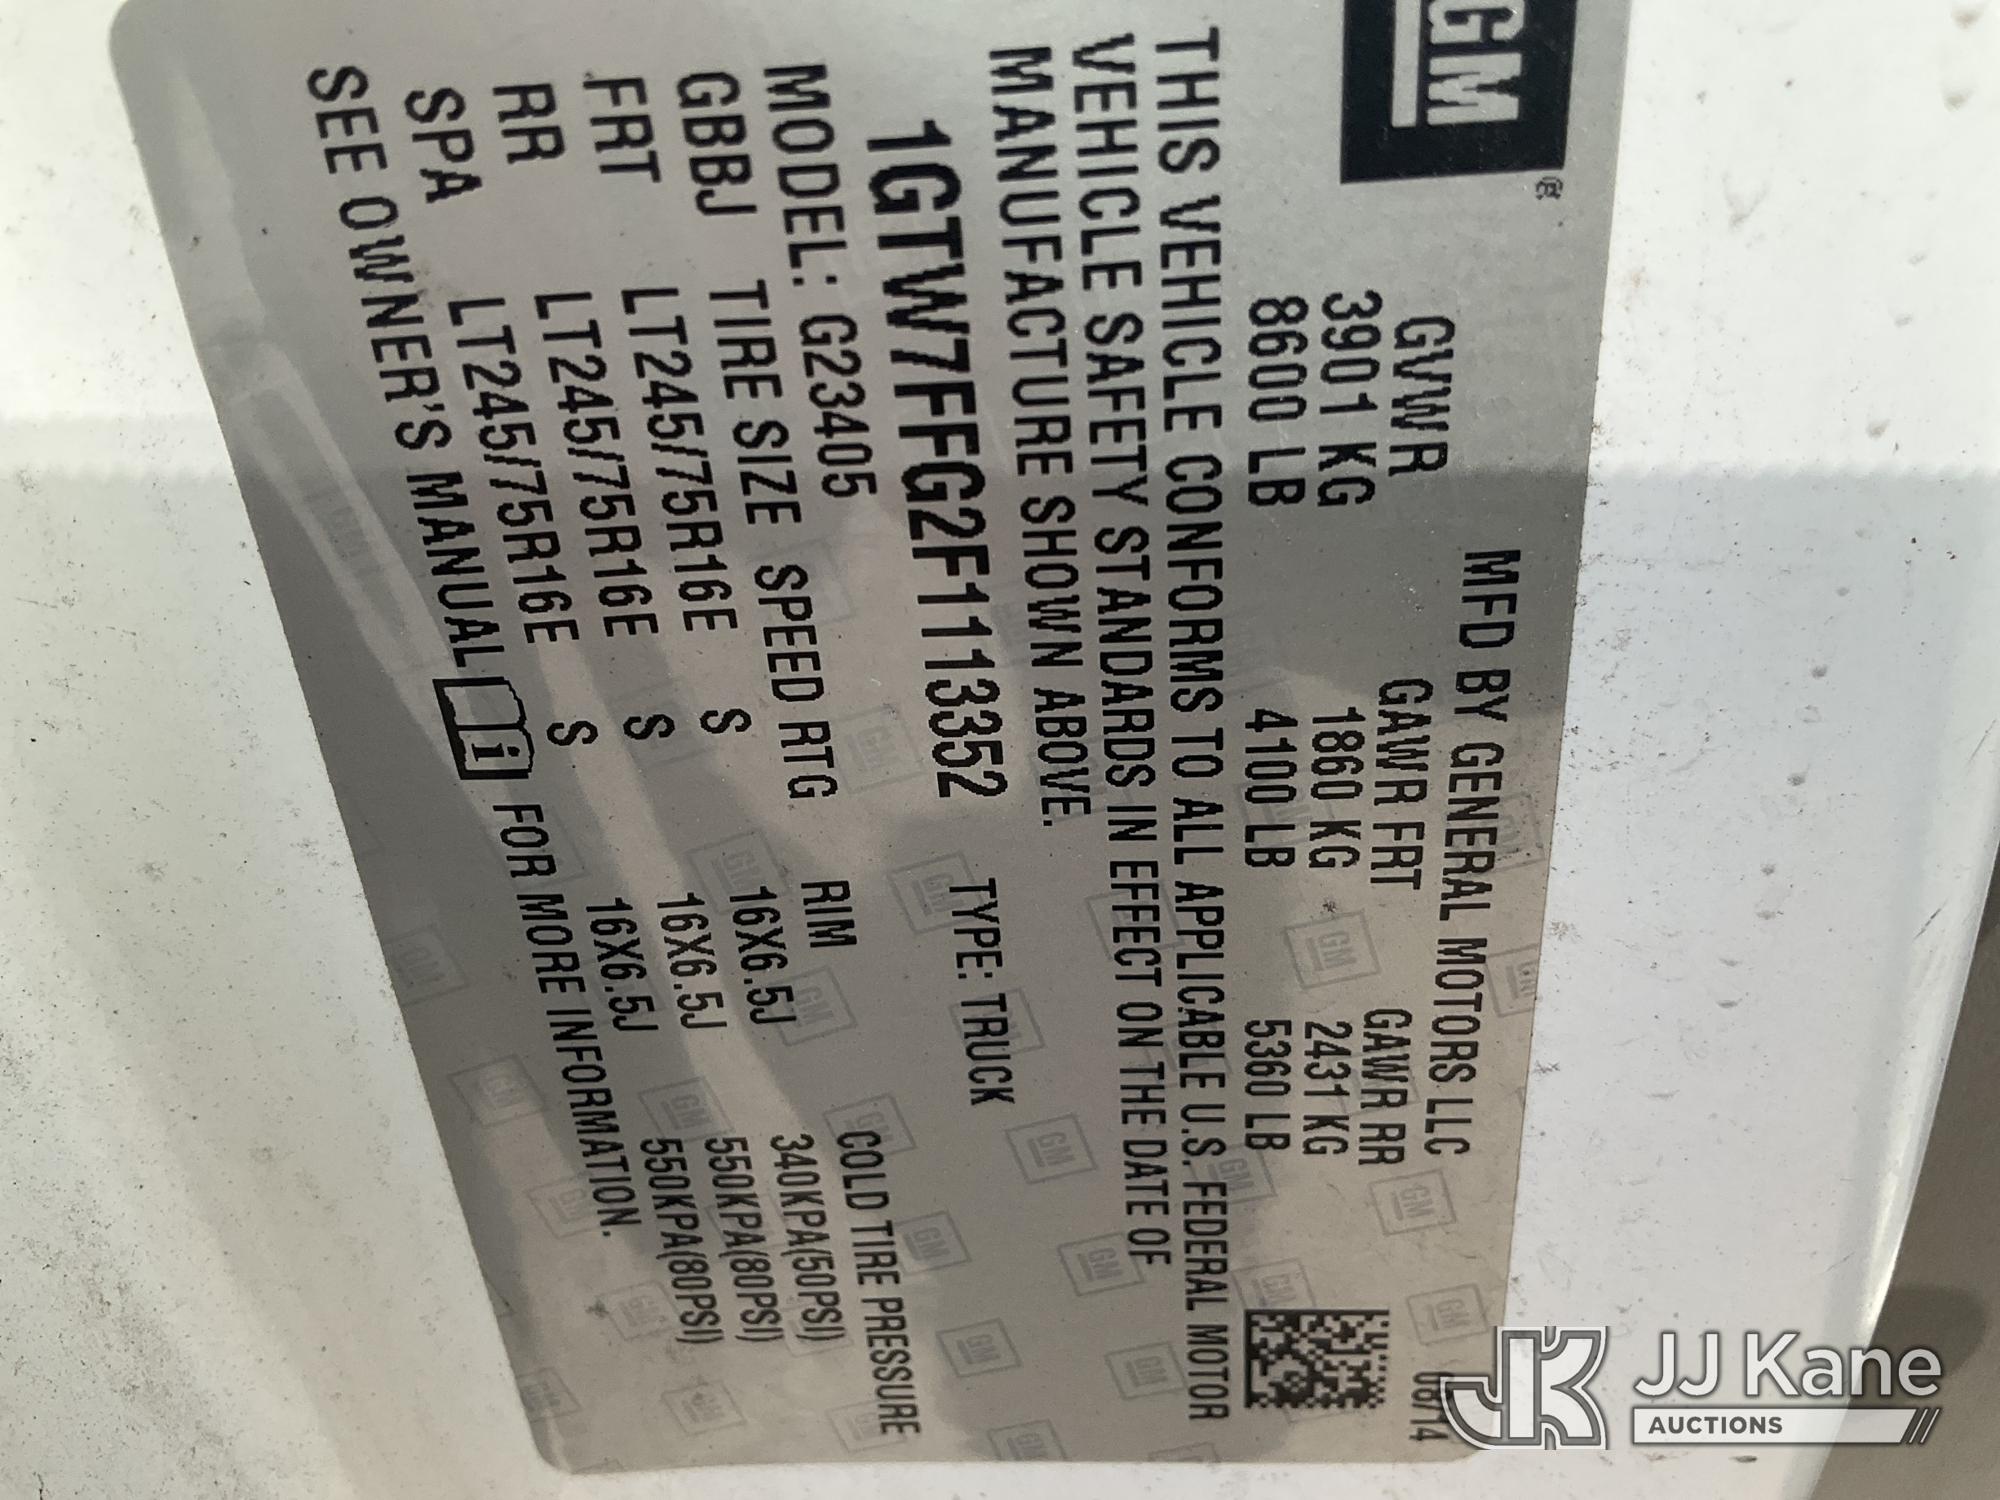 GM®
MFD BY GENERAL MOTORS LLC 08/14
GVWR GAWR FRT GAWR RR
3901 KG 1860 KG 2431 KG
8600 LB 4100 LB 5360 LB
THIS VEHICLE CONFORMS TO ALL APPLICABLE U.S. FEDERAL MOTOR
VEHICLE SAFETY STANDARDS IN EFFECT ON THE DATE OF
MANUFACTURE SHOWN ABOVE.
1GTW7FFG2F1113352 TYPE: TRUCK
MODEL: G23405
GBBJ TIRE SIZE SPEED RTG RIM COLD TIRE PRESSURE
FRT LT245/75R16E S 16X6.5J 340KPA(50PSI)
RR LT245/75R16E S 16X6.5J 550KPA(80PSI)
SPA LT245/75R16E S 16X6.5J 550KPA(80PSI)
SEE OWNER'S MANUAL i FOR MORE INFORMATION.
JK JJ Kane
AUCTIONS